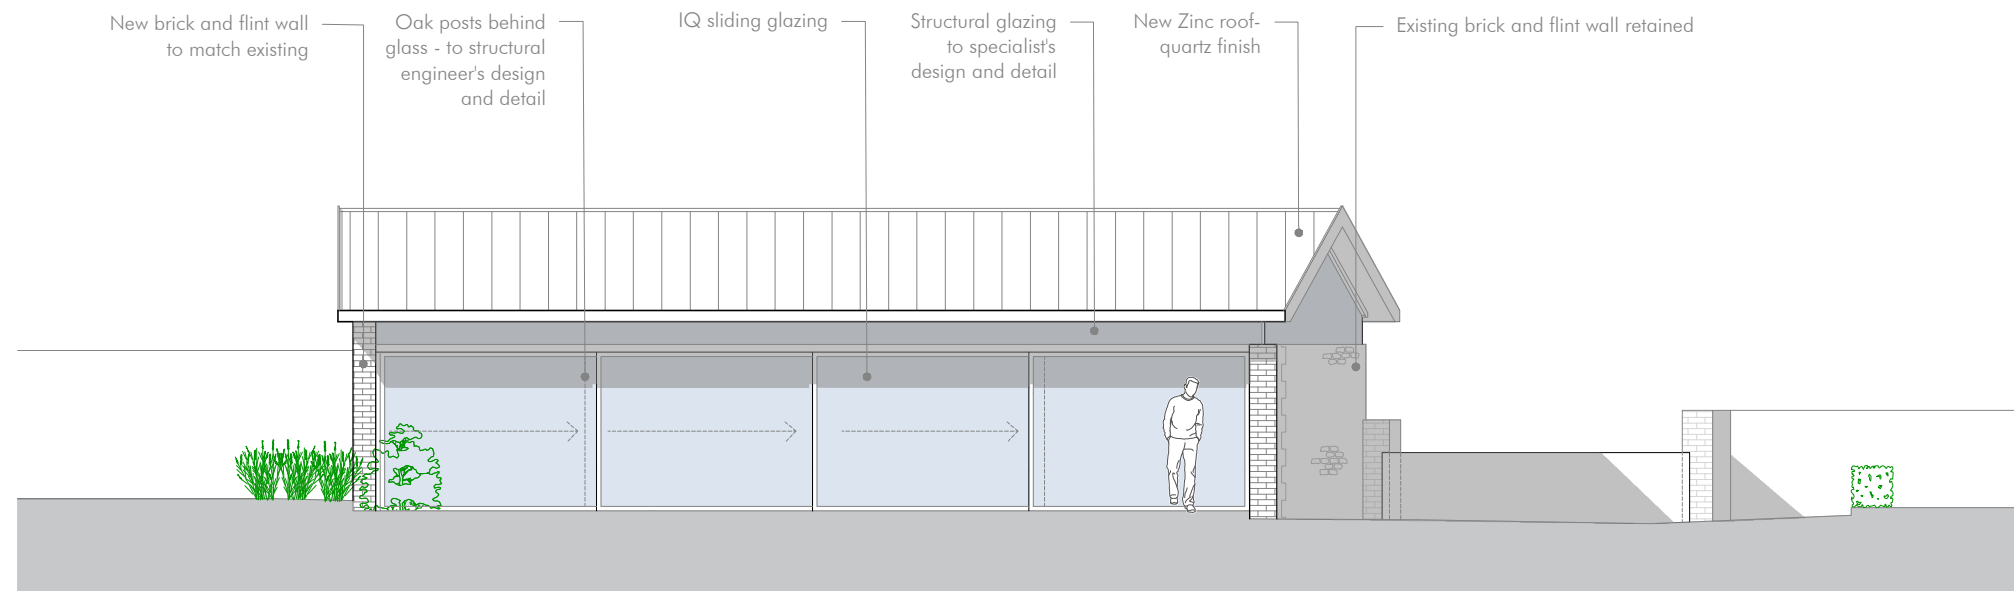 New brick and flint wall
to match existing
Oak posts behind
glass - to structural
engineer's design
and detail
IQ sliding glazing
Structural glazing
to specialist's
design and detail
New Zinc roof-
quartz finish
Existing brick and flint wall retained